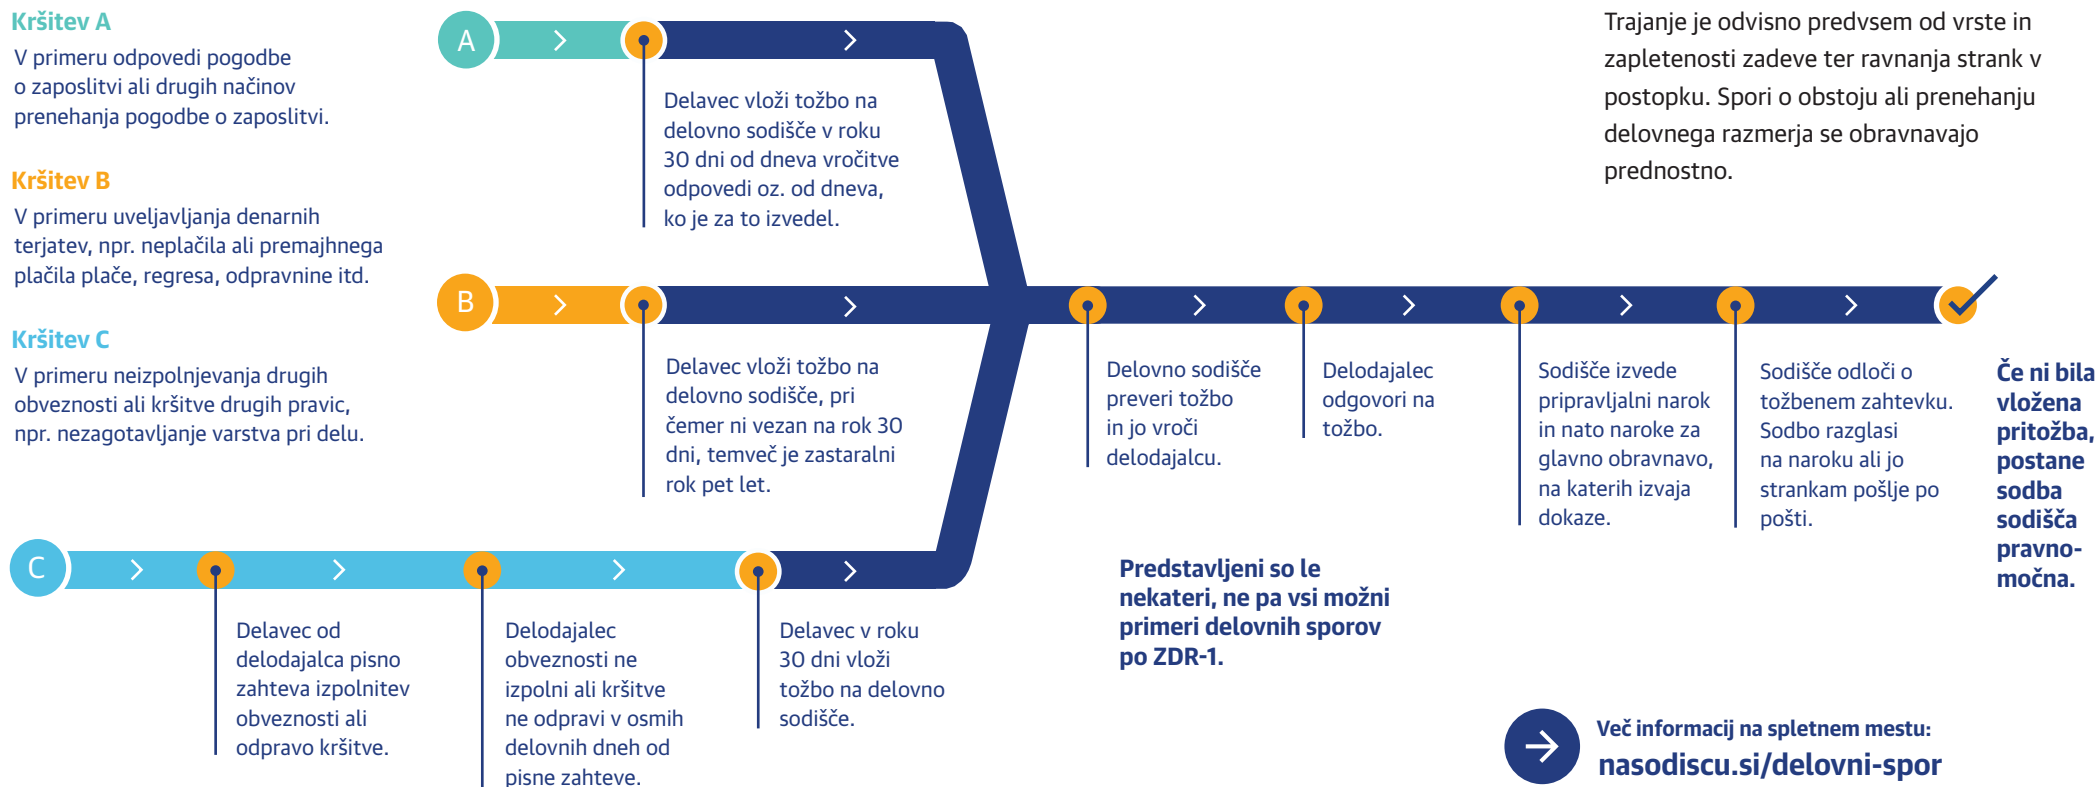 Kršitev A
V primeru odpovedi pogodbe
o zaposlitvi ali drugih načinov
prenehanja pogodbe o zaposlitvi.
Kršitev B
V primeru uveljavljanja denarnih
terjatev, npr. neplačila ali premajhnega
plačila plače, regresa, odpravnine itd.
Kršitev C
V primeru neizpolnjevanja drugih
obveznosti ali kršitve drugih pravic,
npr. nezagotavljanje varstva pri delu.
A
Delavec vloži tožbo na
delovno sodišče v roku
30 dni od dneva vročitve
odpovedi oz. od dneva,
ko je za to izvedel.
B
Delavec vloži tožbo na
delovno sodišče, pri
čemer ni vezan na rok 30
dni, temveč je zastaralni
rok pet let.
C
Delavec od
delodajalca pisno
zahteva izpolnitev
obveznosti ali
odpravo kršitve.
Delodajalec
obveznosti ne
izpolni ali kršitve
ne odpravi v osmih
delovnih dneh od
pisne zahteve.
Delavec v roku
30 dni vloži
tožbo na delovno
sodišče.
Delovno sodišče
preveri tožbo
in jo vroči
delodajalcu.
Delodajalec
odgovori na
tožbo.
Sodišče izvede
pripravljalni narok
in nato naroke za
glavno obravnavo,
na katerih izvaja
dokaze.
Sodišče odloči o
tožbenem zahtevku.
Sodbo razglasi
na naroku ali jo
strankam pošlje po
pošti.
Če ni bila
vložena
pritožba,
postane
sodba
sodišča
pravno-
močna.
Trajanje je odvisno predvsem od vrste in
zapletenosti zadeve ter ravnanja strank v
postopku. Spori o obstoju ali prenehanju
delovnega razmerja se obravnavajo
prednostno.
Predstavljeni so le
nekateri, ne pa vsi možni
primeri delovnih sporov
po ZDR-1.
Več informacij na spletnem mestu:
nasodiscu.si/delovni-spor